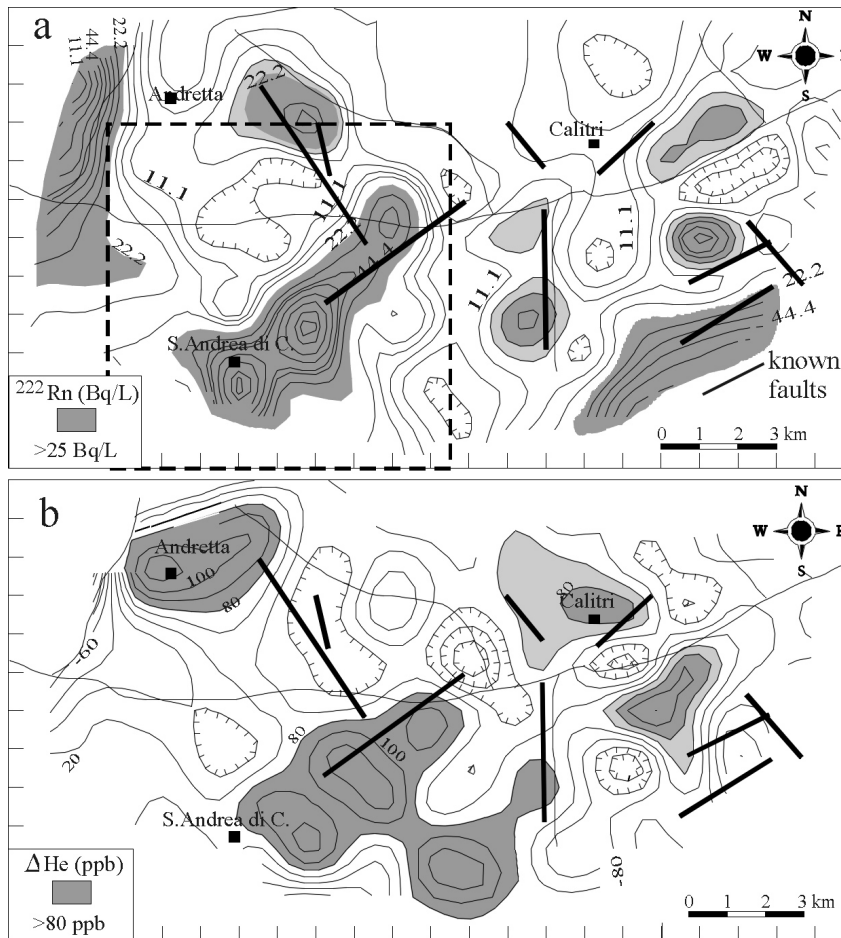 a
22.2
44.4
11.1
Andretta
22.2
N
W
S
Calitri
11.1
11.1
22.2
44.4
11.1
11.1
22.2
44.4
S.Andrea di C.
known
faults
222Rn (Bq/L)
>25 Bq/L
0 1 2 3 km
b
N
W E
S
Andretta
100
80
80
Calitri
-60
20
80
100
S.Andrea di C.
-80
ΔHe (ppb)
>80 ppb
0 1 2 3 km